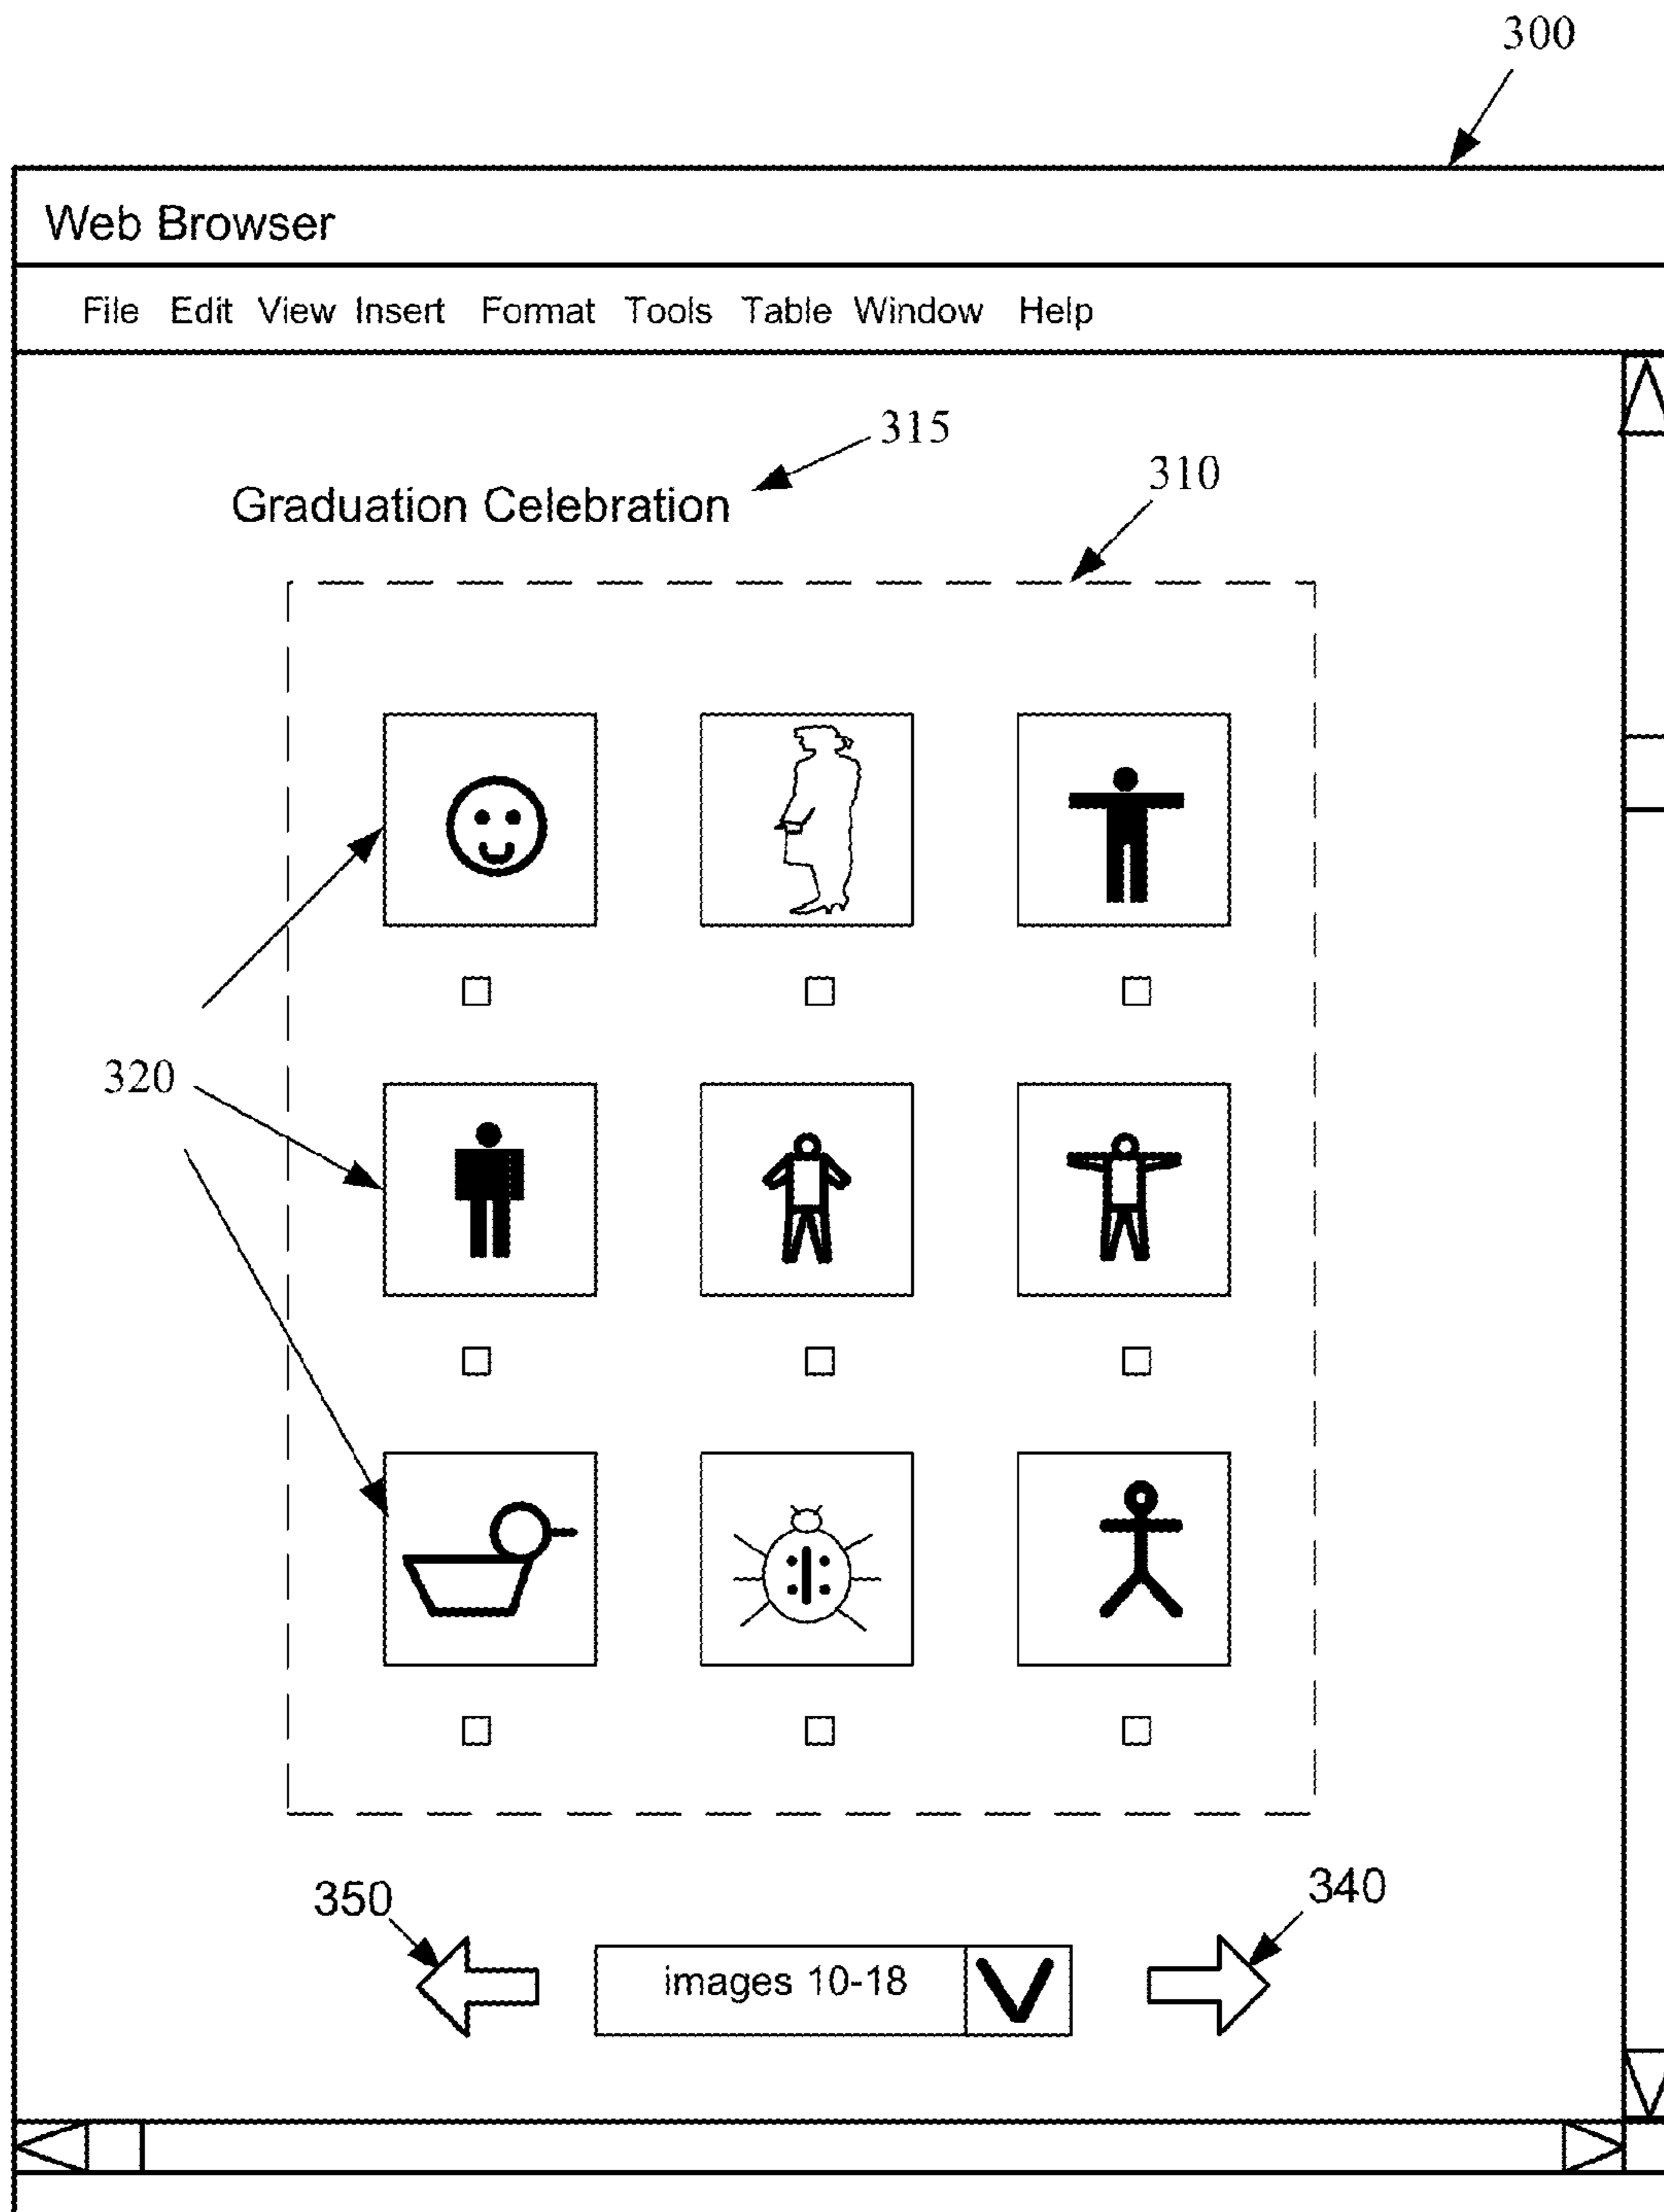 300
Web Browser
File Edit View Insert Format Tools Table Window Help
315
310
Graduation Celebration
320
350
340
images 10-18